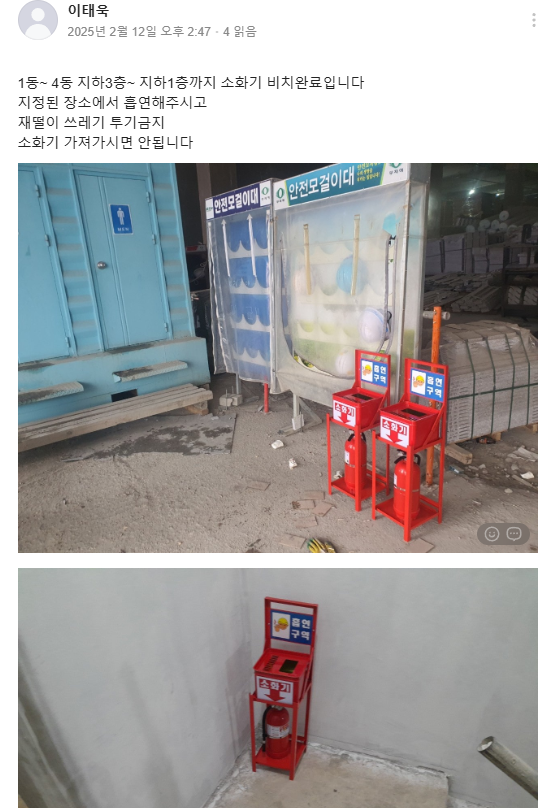 이태욱
2025년 2월 12일 오후 2:47 · 4 읽음
1동~ 4동 지하3층~ 지하1층까지 소화기 비치완료입니다
지정된 장소에서 흡연해주시고
재떨이 쓰레기 투기금지
소화기 가져가시면 안됩니다
안전모걸이대
안전모걸이대
흡연
구역
흡연
구역
소화기
소화기
흡연
구역
소화기